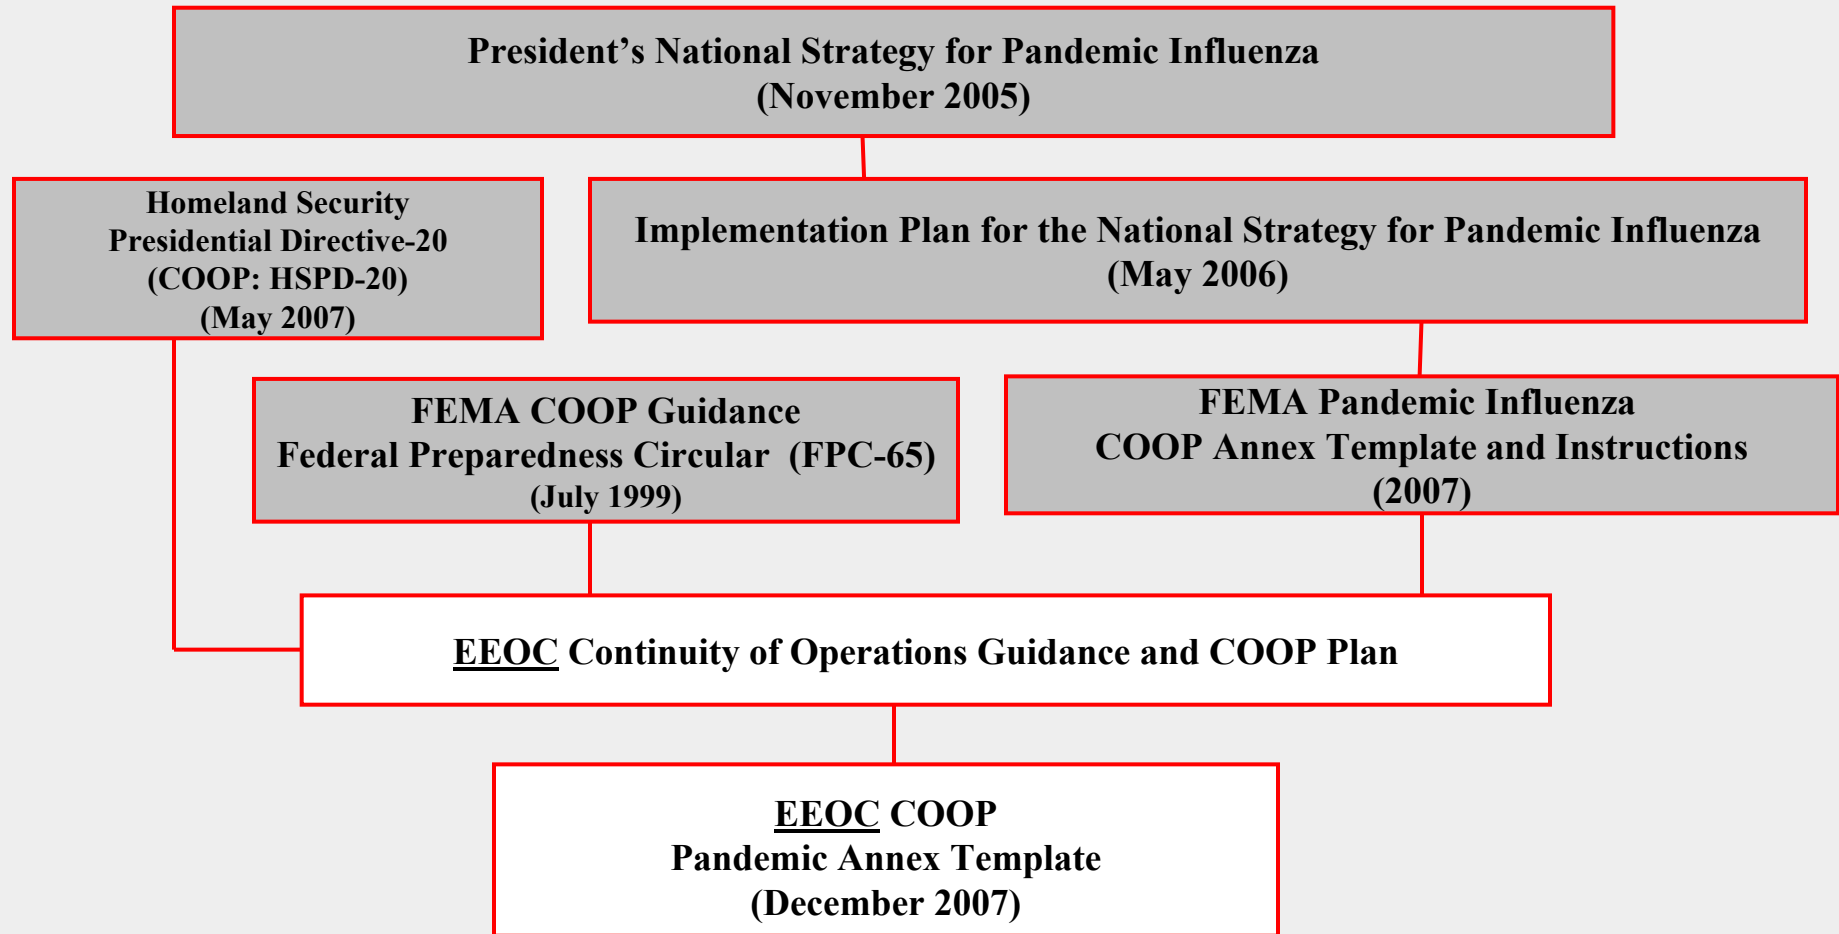 President’s National Strategy for Pandemic Influenza
(November 2005)
Homeland Security
Presidential Directive-20
(COOP: HSPD-20)
(May 2007)
Implementation Plan for the National Strategy for Pandemic Influenza
(May 2006)
FEMA COOP Guidance
Federal Preparedness Circular (FPC-65)
(July 1999)
FEMA Pandemic Influenza
COOP Annex Template and Instructions
(2007)
EEOC Continuity of Operations Guidance and COOP Plan
EEOC COOP
Pandemic Annex Template
(December 2007)